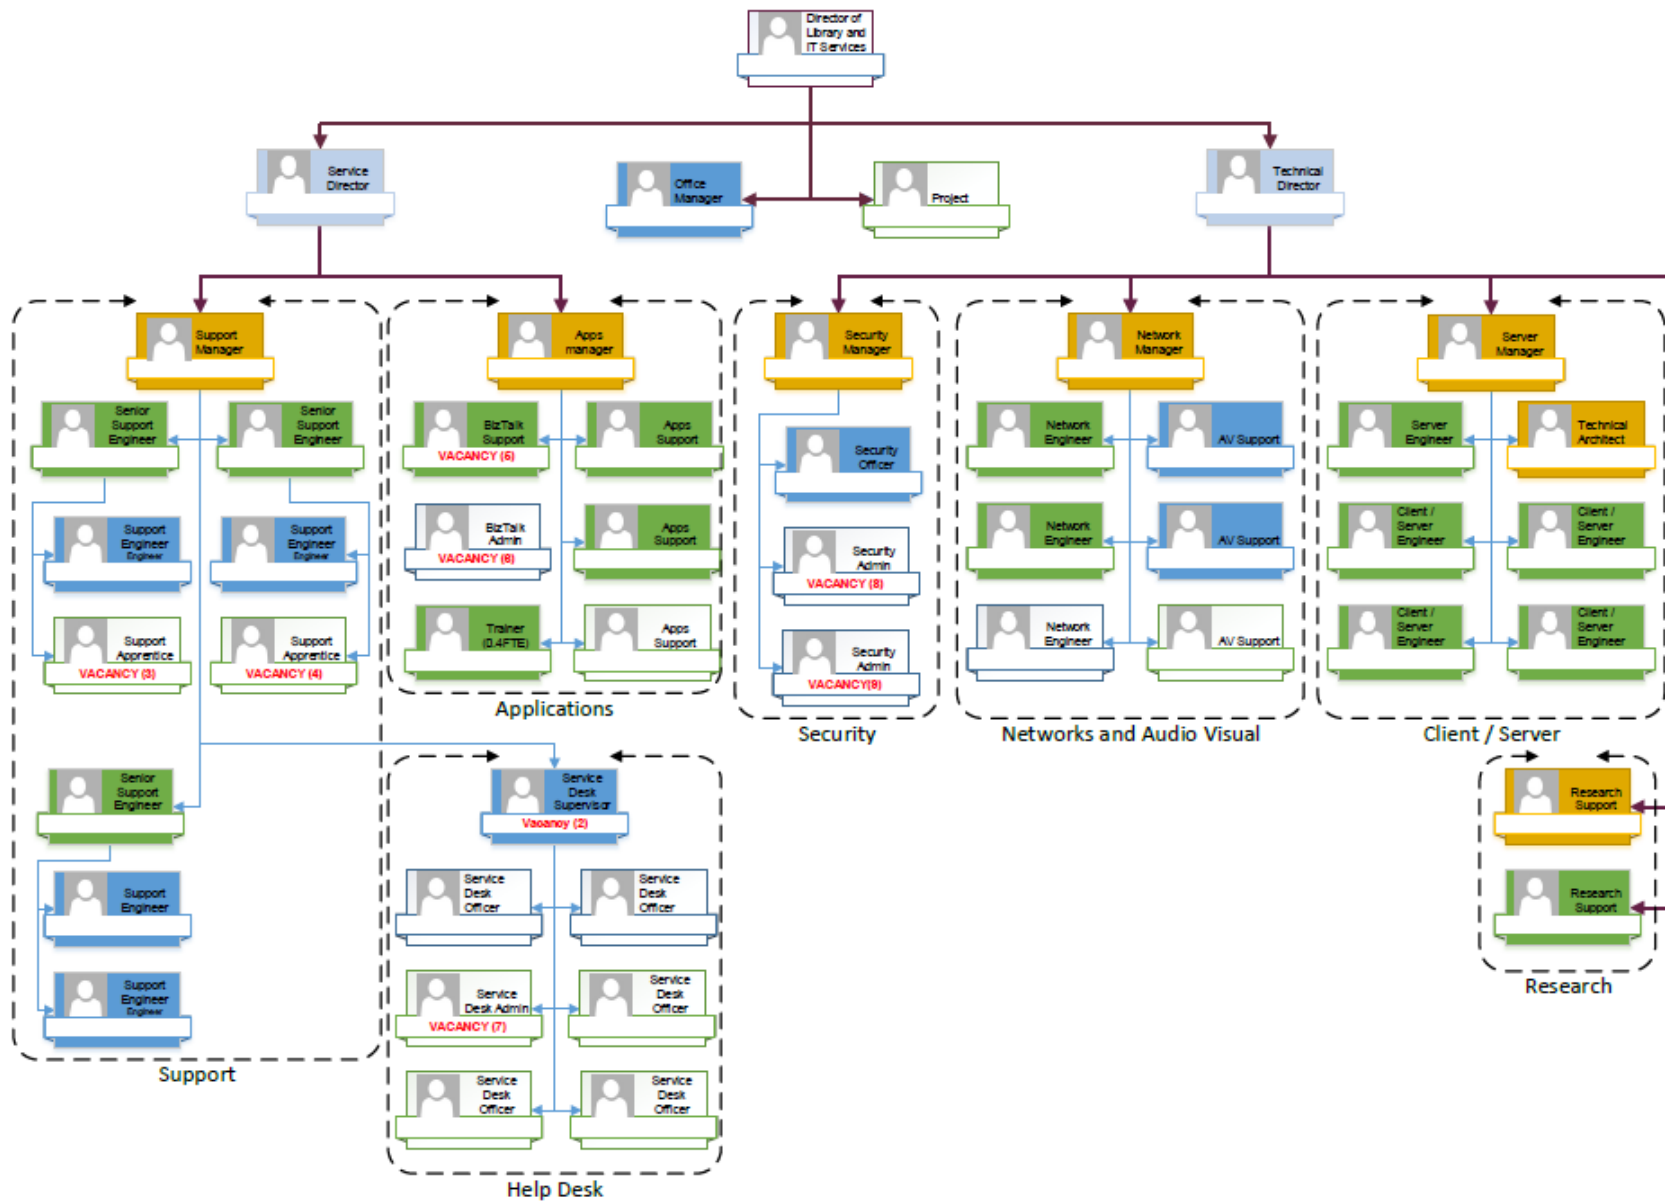 Director of
Library and
IT Services
Service
Director
Office
Manager
Project
Technical
Director
Support
Manager
Senior
Support
Engineer
Senior
Support
Engineer
Support
Engineer
Engineer
Support
Engineer
Engineer
Support
Apprentice
VACANCY (3)
Support
Apprentice
VACANCY (4)
Senior
Support
Engineer
Support
Engineer
Support
Engineer
Engineer
Support
Apps
manager
BizTalk
Support
VACANCY (5)
Apps
Support
BizTalk
Admin
VACANCY (6)
Apps
Support
Trainer
(0.4FTE)
Apps
Support
Applications
Service
Desk
Supervisor
Vacancy (2)
Service
Desk
Officer
Service
Desk
Officer
Service
Desk Admin
VACANCY (7)
Service
Desk
Officer
Service
Desk
Officer
Service
Desk
Officer
Help Desk
Security
Manager
Security
Officer
Security
Admin
VACANCY (8)
Security
Admin
VACANCY(9)
Security
Network
Manager
Network
Engineer
AV Support
Network
Engineer
AV Support
Network
Engineer
AV Support
Networks and Audio Visual
Server
Manager
Server
Engineer
Technical
Architect
Client /
Server
Engineer
Client /
Server
Engineer
Client /
Server
Engineer
Client /
Server
Engineer
Client / Server
Research
Support
Research
Support
Research